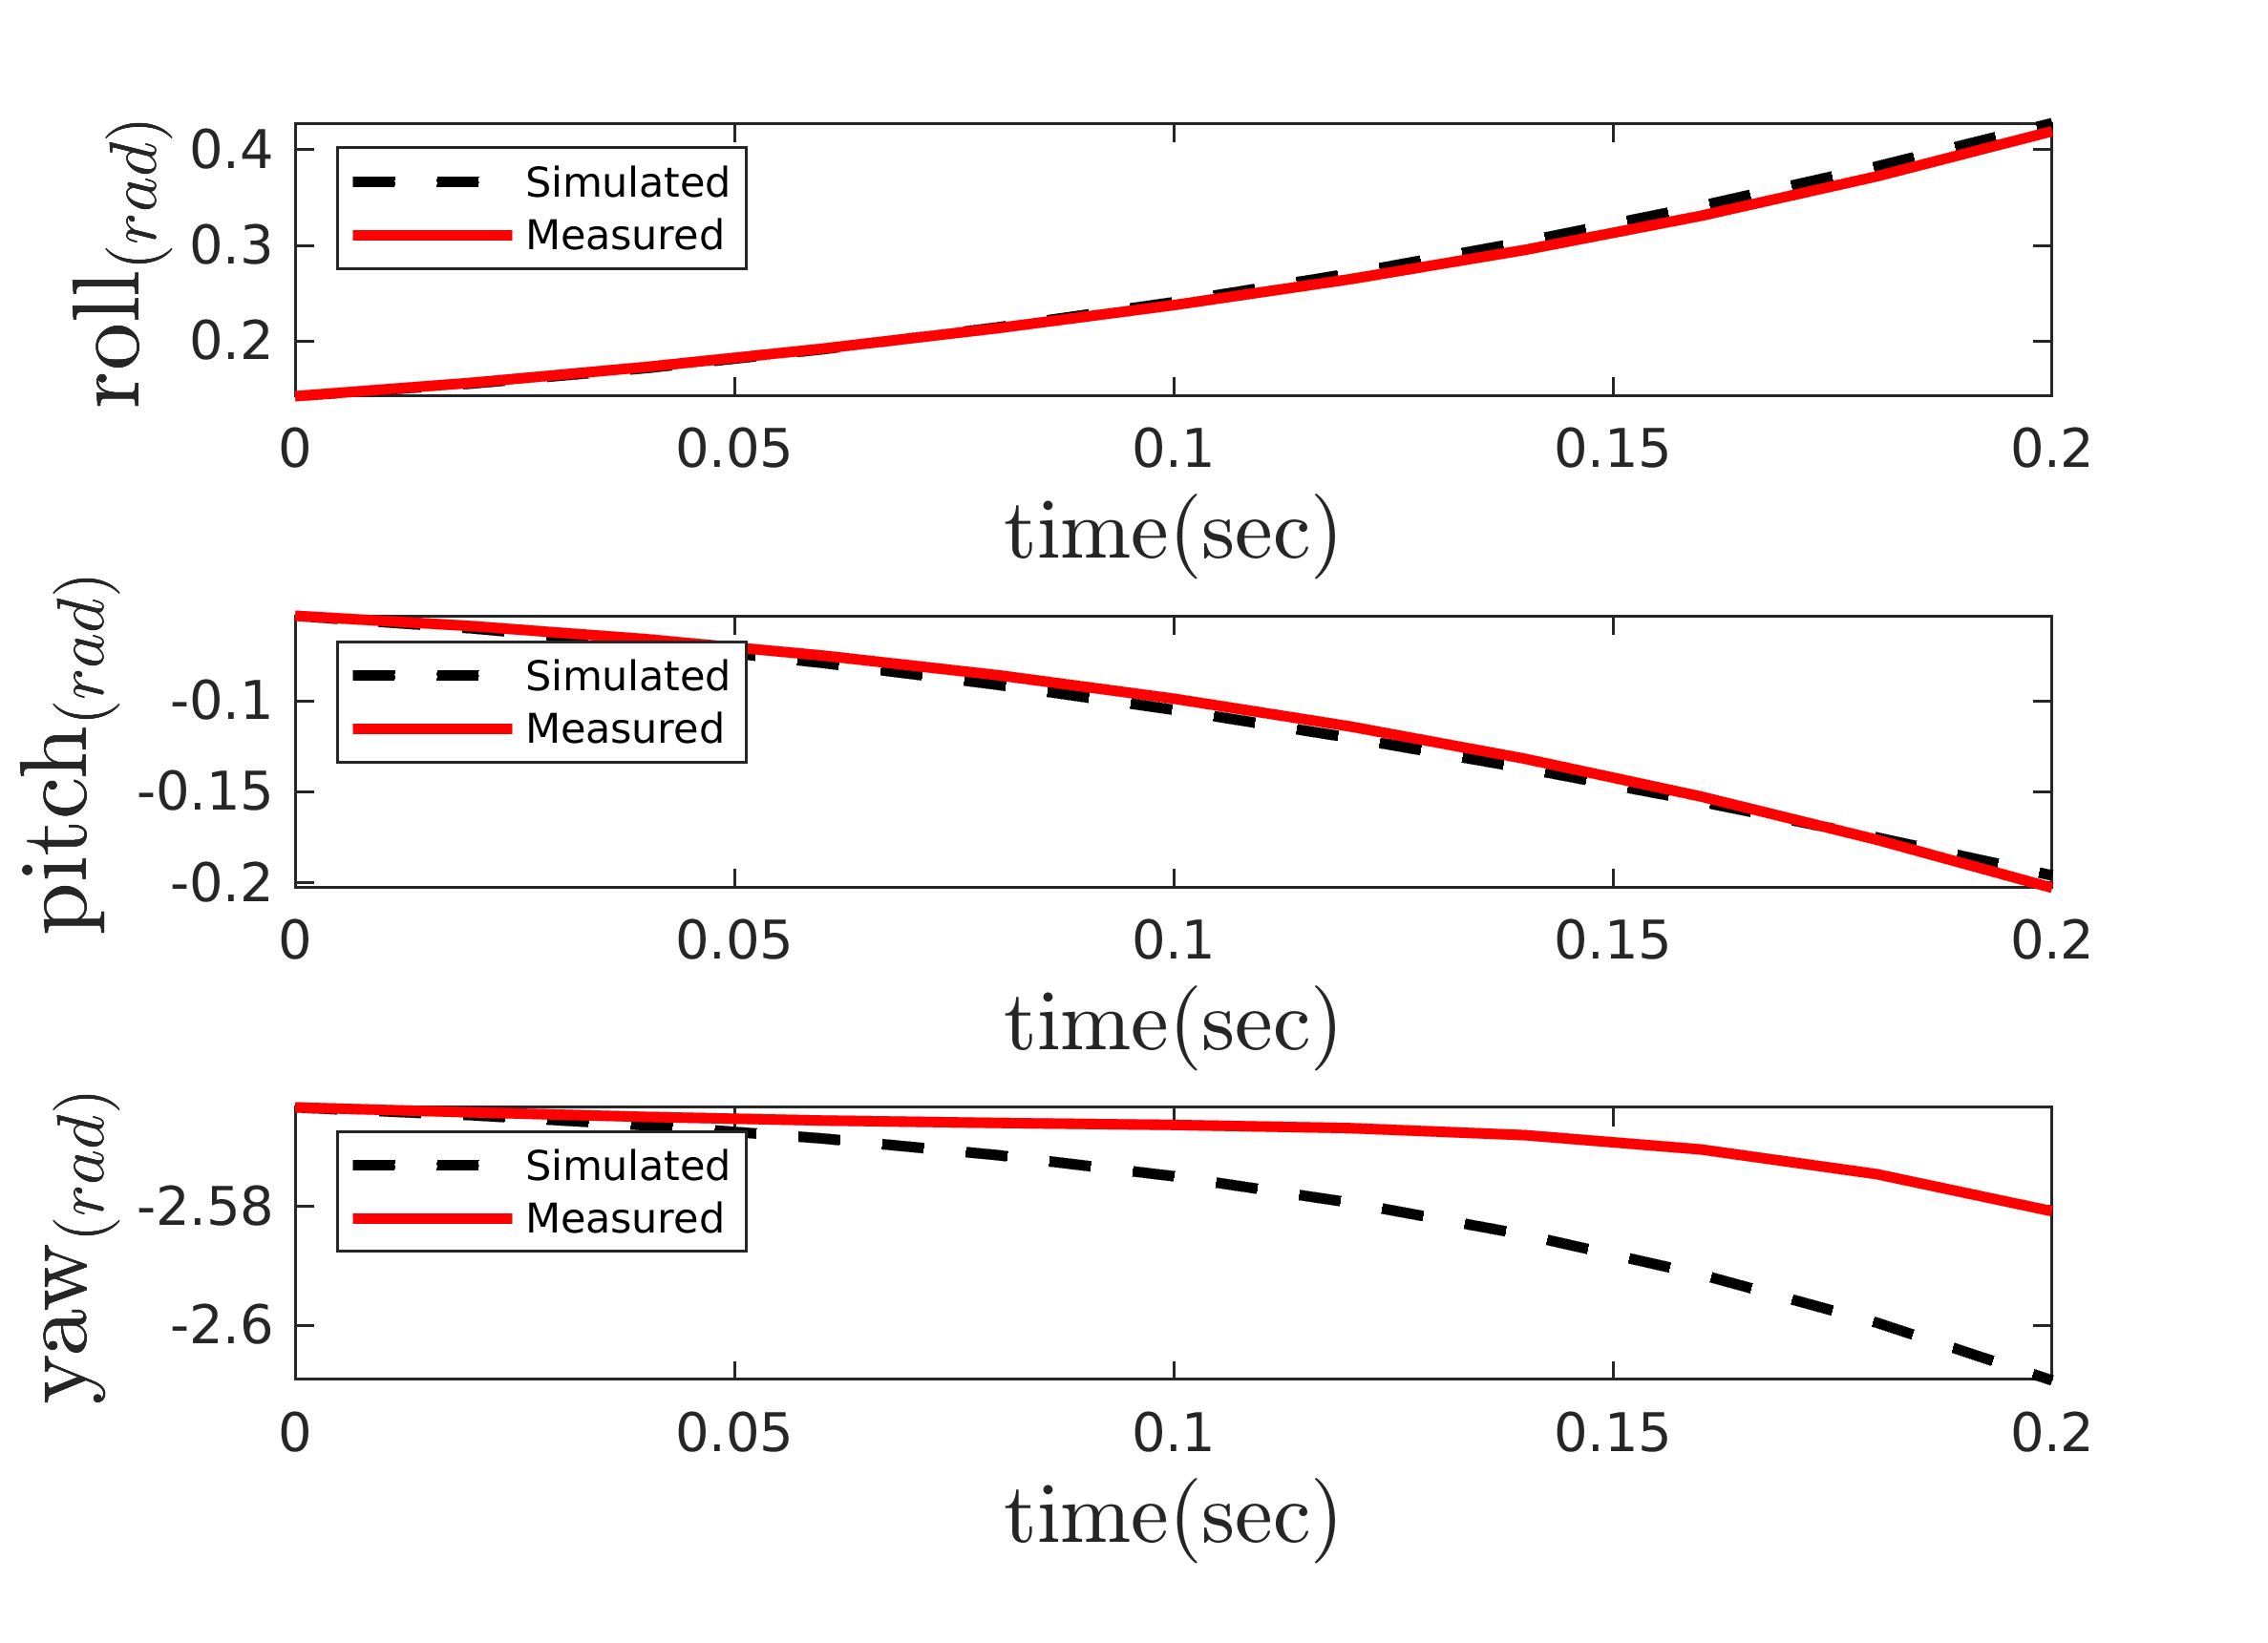 roll(rad)
0.4
0.3
0.2
Simulated
Measured
0 0.05 0.1 0.15 0.2
time(sec)
pitch(rad)
-0.1
-0.15
-0.2
Simulated
Measured
0 0.05 0.1 0.15 0.2
time(sec)
yaw(rad)
-2.58
-2.6
Simulated
Measured
0 0.05 0.1 0.15 0.2
time(sec)